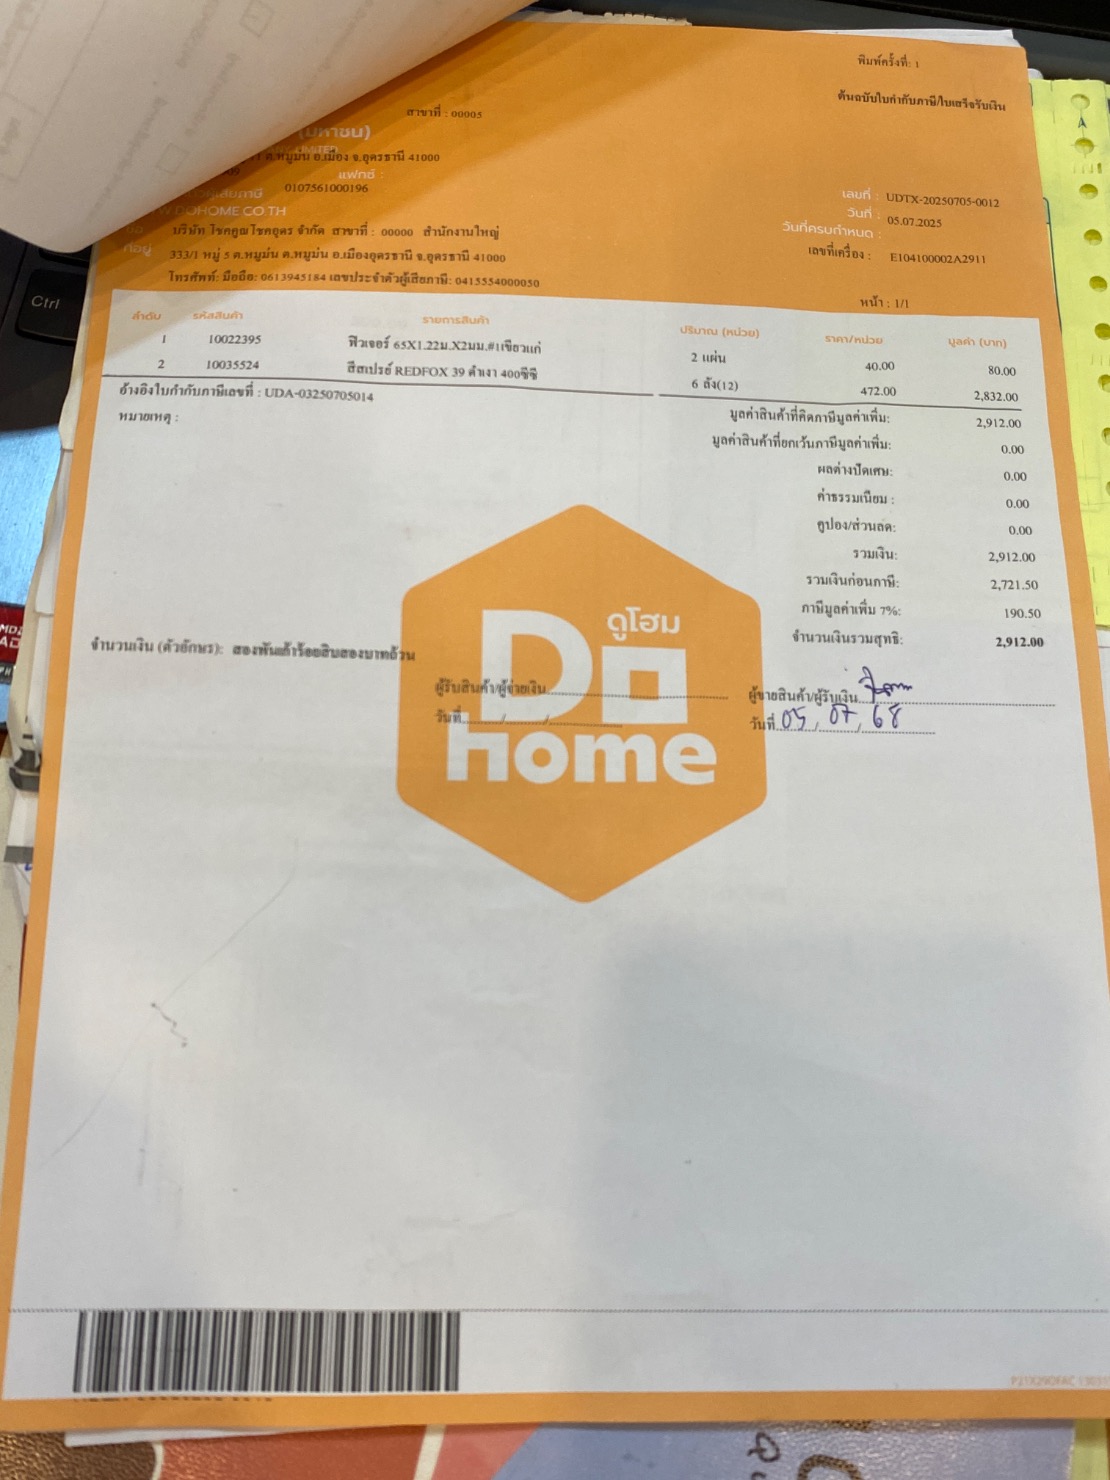 พิมพ์ครั้งที่: 1
ต้นฉบับใบกำกับภาษี/ใบเสร็จรับเงิน
สาขาที่ : 00005
(มหาชน)
LIMITED
ต.หมูม่น อ.เมือง จ.อุดรธานี 41000
แฟกซ์ :
ผู้เสียภาษี 0107561000196
DOHOME.CO.TH
เลขที่ : UDTX-20250705-0012
วันที่ : 05.07.2025
วันที่ครบกำหนด :
เลขที่เครื่อง : E104100002A2911
ชื่อ บริษัท โชคคูณโชคอุดร จำกัด สาขาที่ : 00000 สำนักงานใหญ่
ที่อยู่ 333/1 หมู่ 5 ต.หมูม่น ต.หมูม่น อ.เมืองอุดรธานี จ.อุดรธานี 41000
โทรศัพท์: มือถือ: 0613945184 เลขประจำตัวผู้เสียภาษี: 0415554000050
หน้า : 1/1
ลำดับ รหัสสินค้า รายการสินค้า ปริมาณ (หน่วย) ราคา/หน่วย มูลค่า (บาท)
1 10022395 ฟิวเจอร์ 65X1.22ม.X2มม.#1เขียวแก่ 2 แผ่น 40.00 80.00
2 10035524 สีสเปรย์ REDFOX 39 ดำเงา 400ซีซี 6 ลัง(12) 472.00 2,832.00
อ้างอิงใบกำกับภาษีเลขที่ : UDA-03250705014
หมายเหตุ :
มูลค่าสินค้าที่คิดภาษีมูลค่าเพิ่ม: 2,912.00
มูลค่าสินค้าที่ยกเว้นภาษีมูลค่าเพิ่ม: 0.00
ผลต่างปัดเศษ: 0.00
ค่าธรรมเนียม : 0.00
คูปอง/ส่วนลด: 0.00
รวมเงิน: 2,912.00
รวมเงินก่อนภาษี: 2,721.50
ภาษีมูลค่าเพิ่ม 7%: 190.50
จำนวนเงินรวมสุทธิ: 2,912.00
จำนวนเงิน (ตัวอักษร): สองพันเก้าร้อยสิบสองบาทถ้วน
ดูโฮม
Do
home
ผู้รับสินค้า/ผู้จ่ายเงิน
วันที่ / /
ผู้ขายสินค้า/ผู้รับเงิน
วันที่ 05/07/68
Ctrl